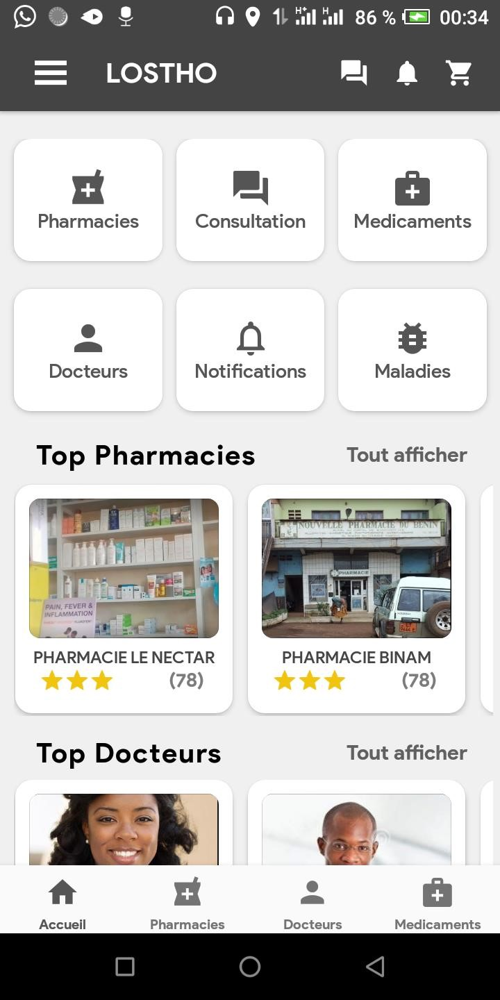 86 % 00:34
LOSTHO
Pharmacies Consultation Medicaments
Docteurs Notifications Maladies
Top Pharmacies Tout afficher
PAIN, FEVER &
INFLAMMATION
NOUVELLE PHARMACIE DU BENIN
PHARMACIE
PHARMACIE LE NECTAR
(78)
PHARMACIE BINAM
(78)
Top Docteurs Tout afficher
Accueil Pharmacies Docteurs Medicaments